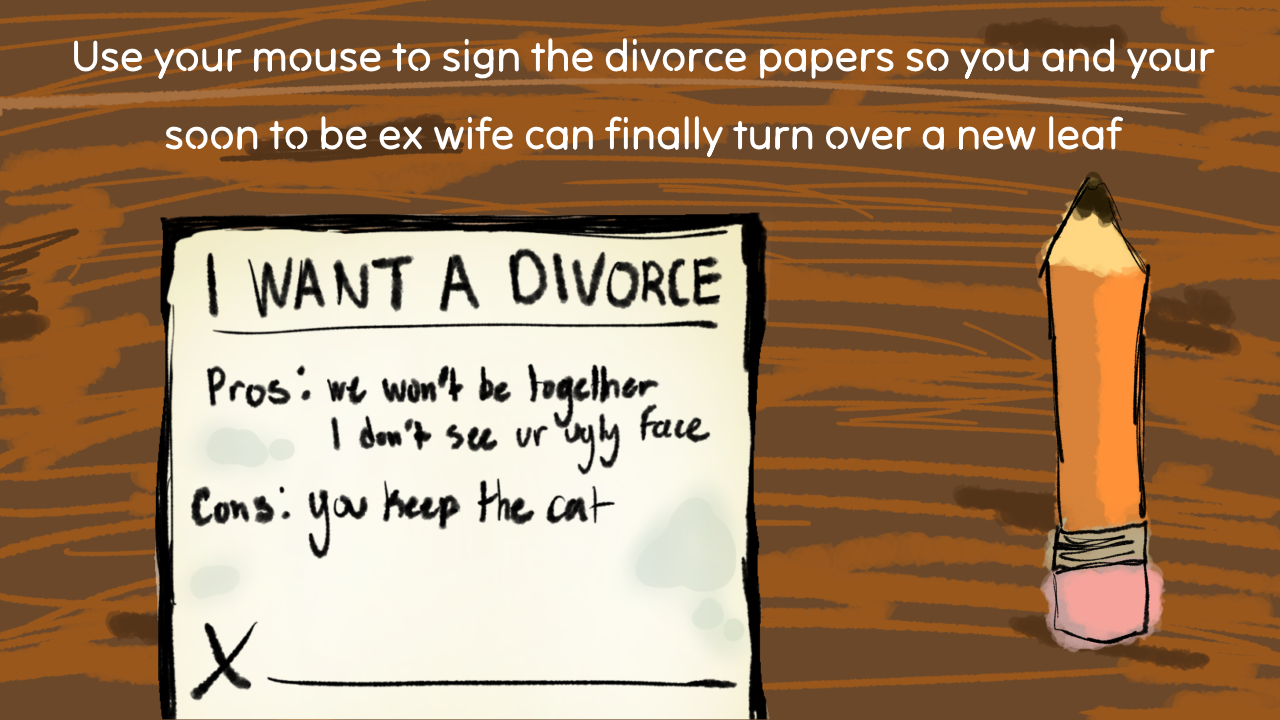 Use your mouse to sign the divorce papers so you and your
soon to be ex wife can finally turn over a new leaf
I WANT A DIVORCE
Pros: we won't be together
I don't see ur ugly face
Cons: you keep the cat
X